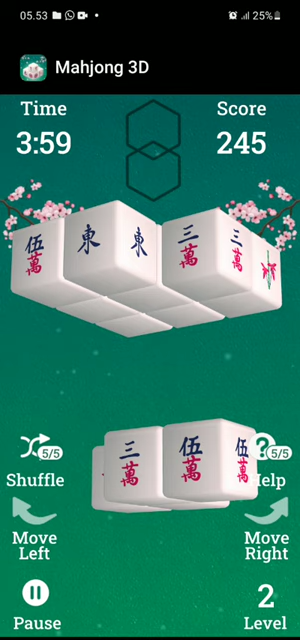 05.53 25%
Mahjong 3D
Time Score
3:59 245
伍萬 東 東 三萬 三萬
三萬 伍萬 伍萬
5/5 ? 5/5
Shuffle Help
Move Left Move Right
2
Pause Level